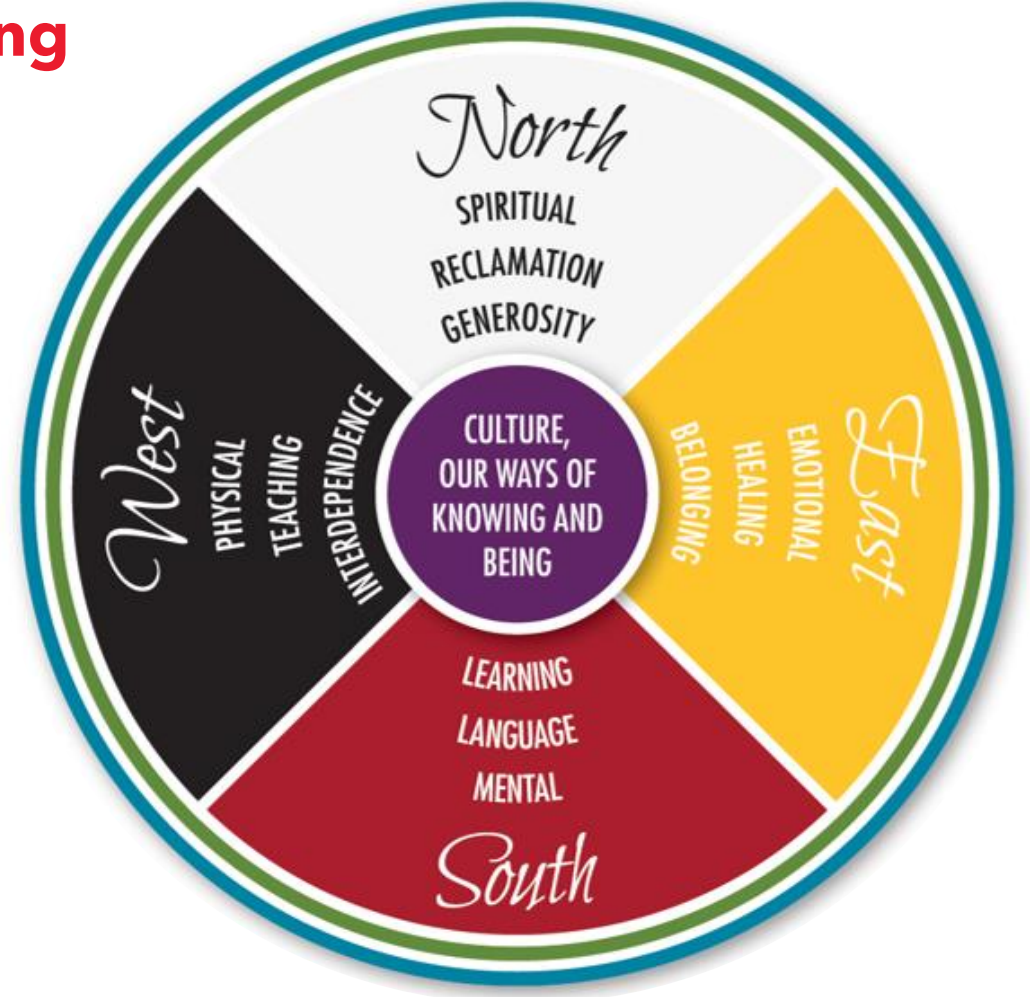 ng
North
SPIRITUAL
RECLAMATION
GENEROSITY
West
PHYSICAL
TEACHING
INTERDEPENDENCE
CULTURE,
OUR WAYS OF
KNOWING AND
BEING
East
EMOTIONAL
HEALING
BELONGING
LEARNING
LANGUAGE
MENTAL
South